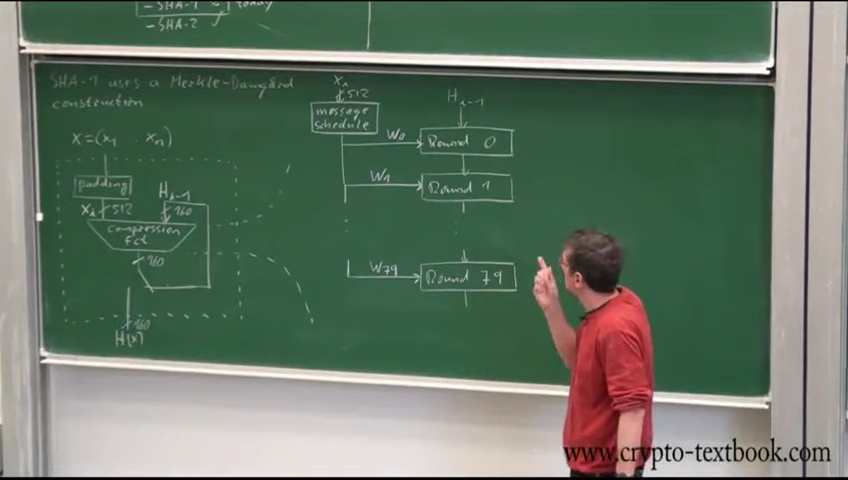 - SHA-1
- SHA-2 ✓
today
SHA-1 uses a Merkle-Damgård
construction
X=(x1 . xn)
padding
Xi 512
Hi-1
160
compression
fct
160
160
H(x)
Xi
512
message
schedule
W0
W1
W79
Hi-1
Round 0
Round 1
Round 79
www.crypto-textbook.com